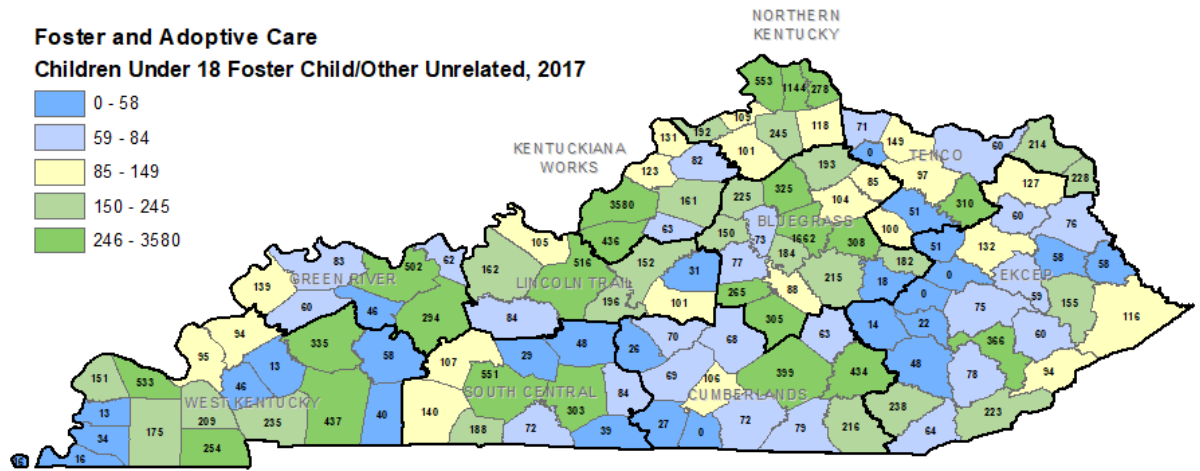 NORTHERN
KENTUCKY
Foster and Adoptive Care
Children Under 18 Foster Child/Other Unrelated, 2017
0 - 58
59 - 84
85 - 149
150 - 245
246 - 3580
KENTUCKIANA
WORKS
TENCO
BLUEGRASS
GREEN RIVER
LINCOLN TRAIL
EKCEP
WEST KENTUCKY
SOUTH CENTRAL
CUMBERLANDS
553 1144 278
131 192 109 245 118 71 149 60 214
123 82 101 0 97 127 228
193 85 310
3580 161 225 325 104 51 60 76
436 63 150 73 1662 308 100 51 132 58 58
105 516 152 31 77 184 215 182 0 59 155
162 196 101 265 88 18 0 75 116
83 502 62
139 60 46 294 84 305 63 14 22 366 60
94 335 58 107 29 48 26 70 68 48 78 94
95 13 551 69 106 399 434
151 533 46 84 238 223
13 209 235 437 40 140 303
34 175 188 72 39 27 0 72 79 216 64
16 254